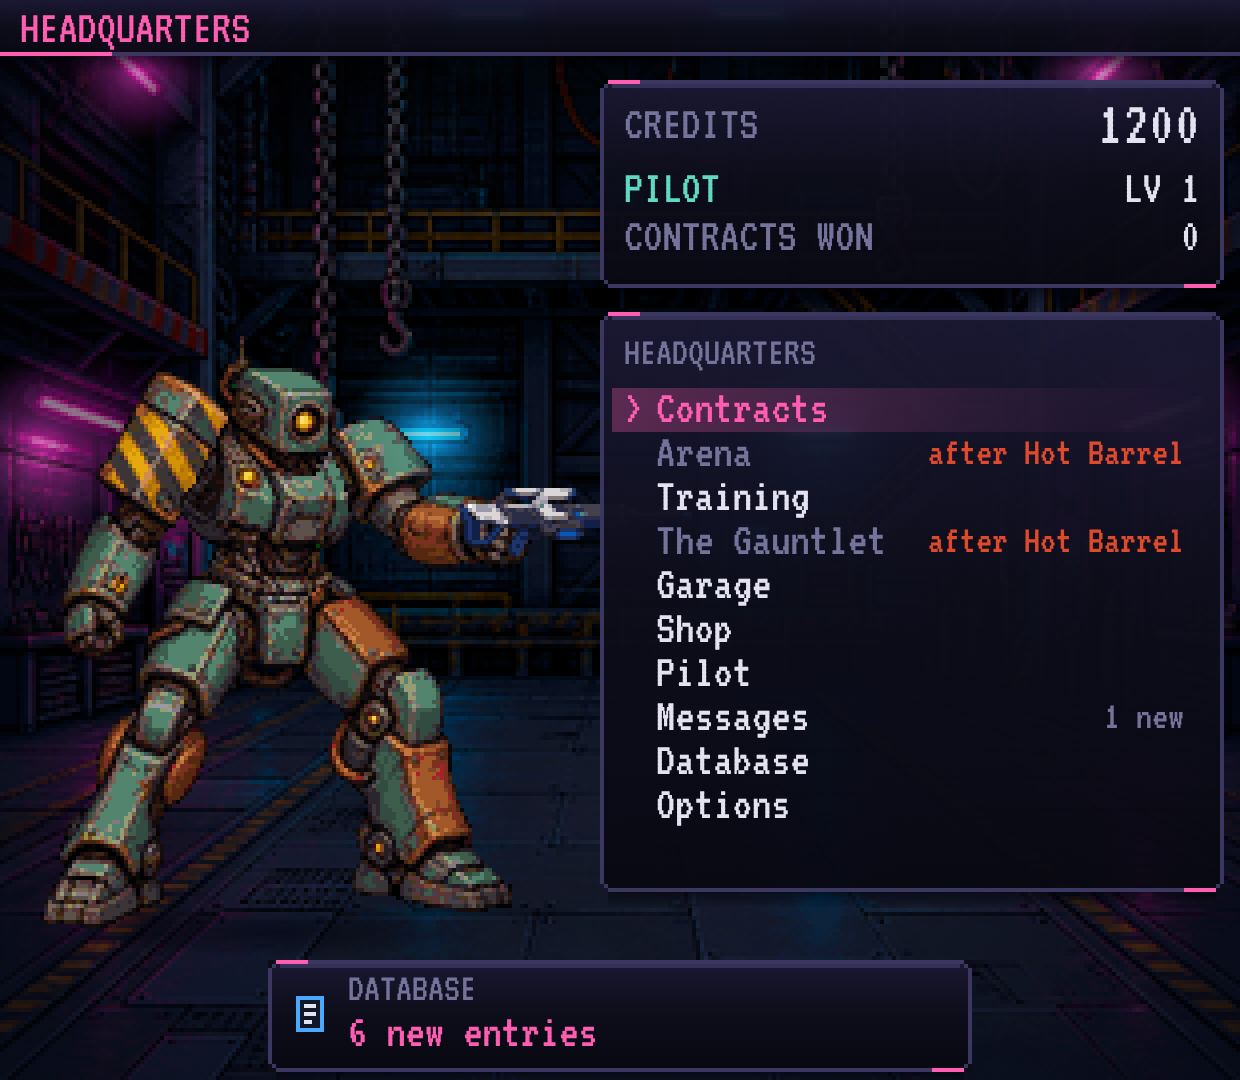 HEADQUARTERS
CREDITS 1200
PILOT LV 1
CONTRACTS WON 0
HEADQUARTERS
> Contracts
Arena after Hot Barrel
Training
The Gauntlet after Hot Barrel
Garage
Shop
Pilot
Messages 1 new
Database
Options
DATABASE
6 new entries